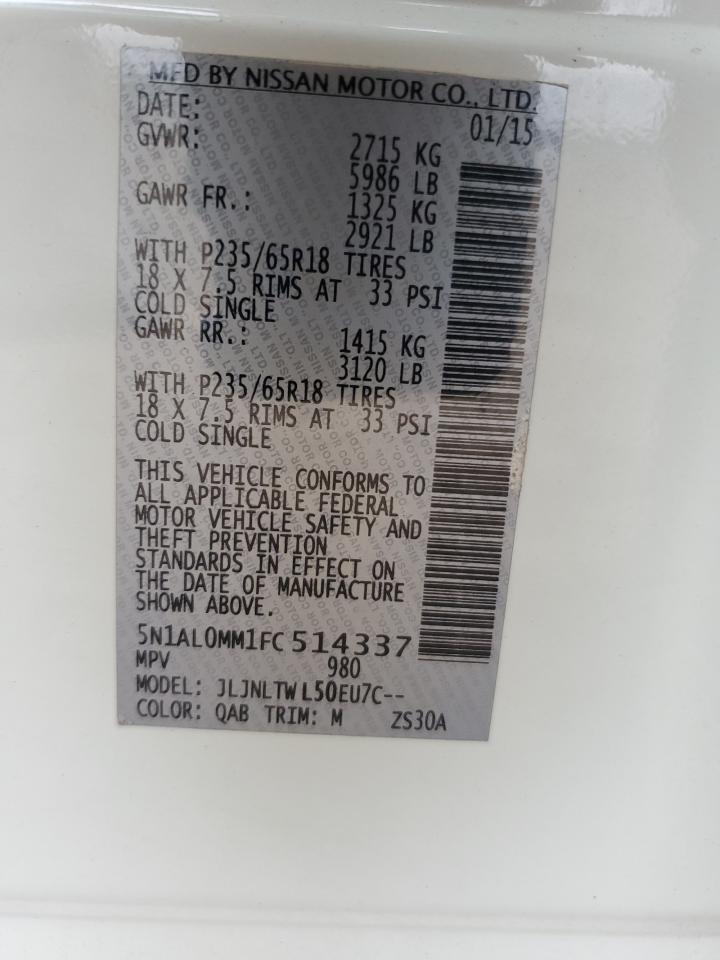 MFD BY NISSAN MOTOR CO., LTD.
DATE: 01/15
GVWR: 2715 KG
5986 LB
GAWR FR.: 1325 KG
2921 LB
WITH P235/65R18 TIRES
18 X 7.5 RIMS AT 33 PSI
COLD SINGLE
GAWR RR.: 1415 KG
3120 LB
WITH P235/65R18 TIRES
18 X 7.5 RIMS AT 33 PSI
COLD SINGLE
THIS VEHICLE CONFORMS TO
ALL APPLICABLE FEDERAL
MOTOR VEHICLE SAFETY AND
THEFT PREVENTION
STANDARDS IN EFFECT ON
THE DATE OF MANUFACTURE
SHOWN ABOVE.
5N1AL0MM1FC514337
MPV 980
MODEL: JLJNLTWL50EU7C--
COLOR: QAB TRIM: M ZS30A